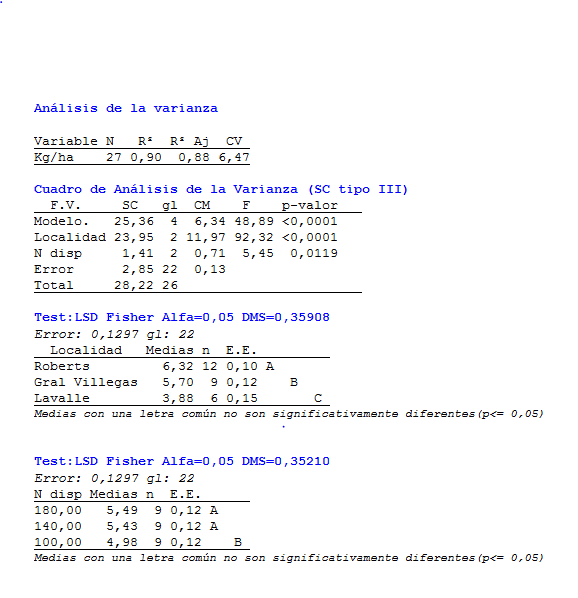 Análisis de la varianza
Variable N R² R² Aj CV
Kg/ha 27 0,90 0,88 6,47
Cuadro de Análisis de la Varianza (SC tipo III)
F.V. SC gl CM F p-valor
Modelo. 25,36 4 6,34 48,89 <0,0001
Localidad 23,95 2 11,97 92,32 <0,0001
N disp 1,41 2 0,71 5,45 0,0119
Error 2,85 22 0,13
Total 28,22 26
Test:LSD Fisher Alfa=0,05 DMS=0,35908
Error: 0,1297 gl: 22
Localidad Medias n E.E.
Roberts 6,32 12 0,10 A
Gral Villegas 5,70 9 0,12 B
Lavalle 3,88 6 0,15 C
Medias con una letra común no son significativamente diferentes(p<= 0,05)
Test:LSD Fisher Alfa=0,05 DMS=0,35210
Error: 0,1297 gl: 22
N disp Medias n E.E.
180,00 5,49 9 0,12 A
140,00 5,43 9 0,12 A
100,00 4,98 9 0,12 B
Medias con una letra común no son significativamente diferentes(p<= 0,05)